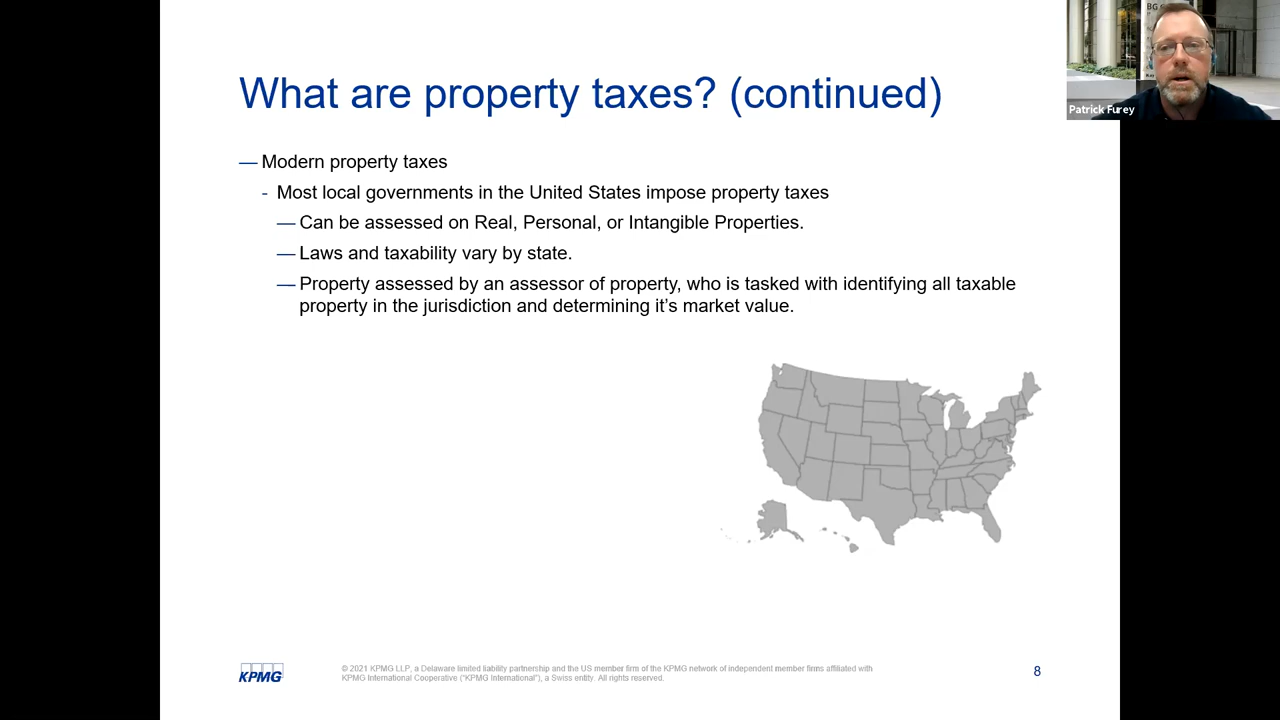 What are property taxes? (continued)
— Modern property taxes
- Most local governments in the United States impose property taxes
— Can be assessed on Real, Personal, or Intangible Properties.
— Laws and taxability vary by state.
— Property assessed by an assessor of property, who is tasked with identifying all taxable
property in the jurisdiction and determining it’s market value.
BG
Patrick Furey
KPMG
© 2021 KPMG LLP, a Delaware limited liability partnership and the US member firm of the KPMG network of independent member firms affiliated with
KPMG International Cooperative (“KPMG International”), a Swiss entity. All rights reserved.
8